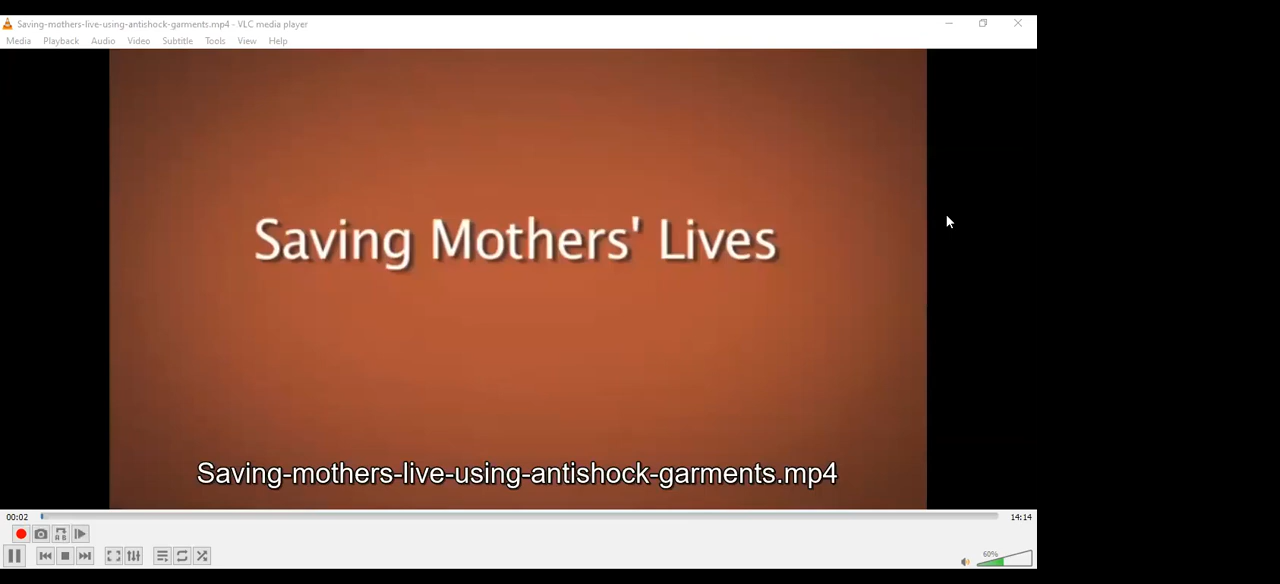 Saving-mothers-live-using-antishock-garments.mp4 - VLC media player
Media Playback Audio Video Subtitle Tools View Help
Saving Mothers' Lives
Saving-mothers-live-using-antishock-garments.mp4
00:02 14:14
60%